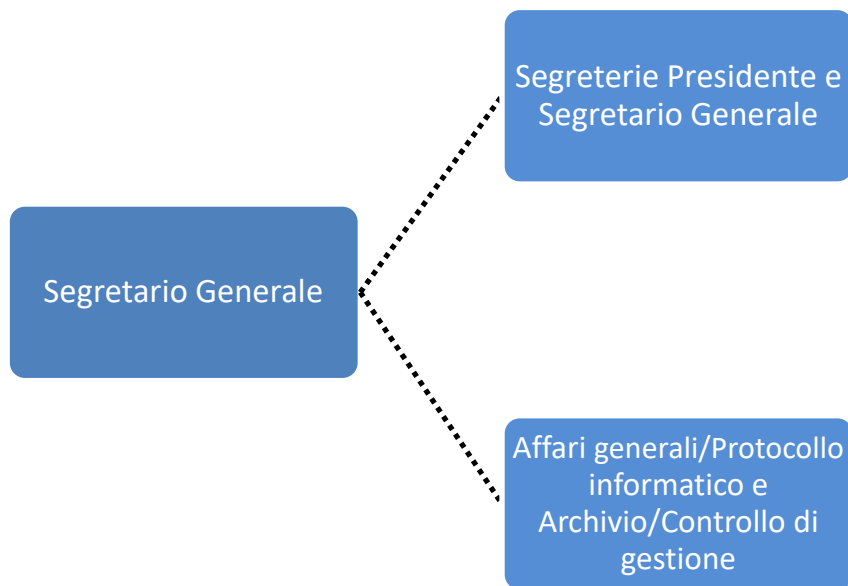 Segreterie Presidente e
Segretario Generale
Segretario Generale
Affari generali/Protocollo
informatico e
Archivio/Controllo di
gestione